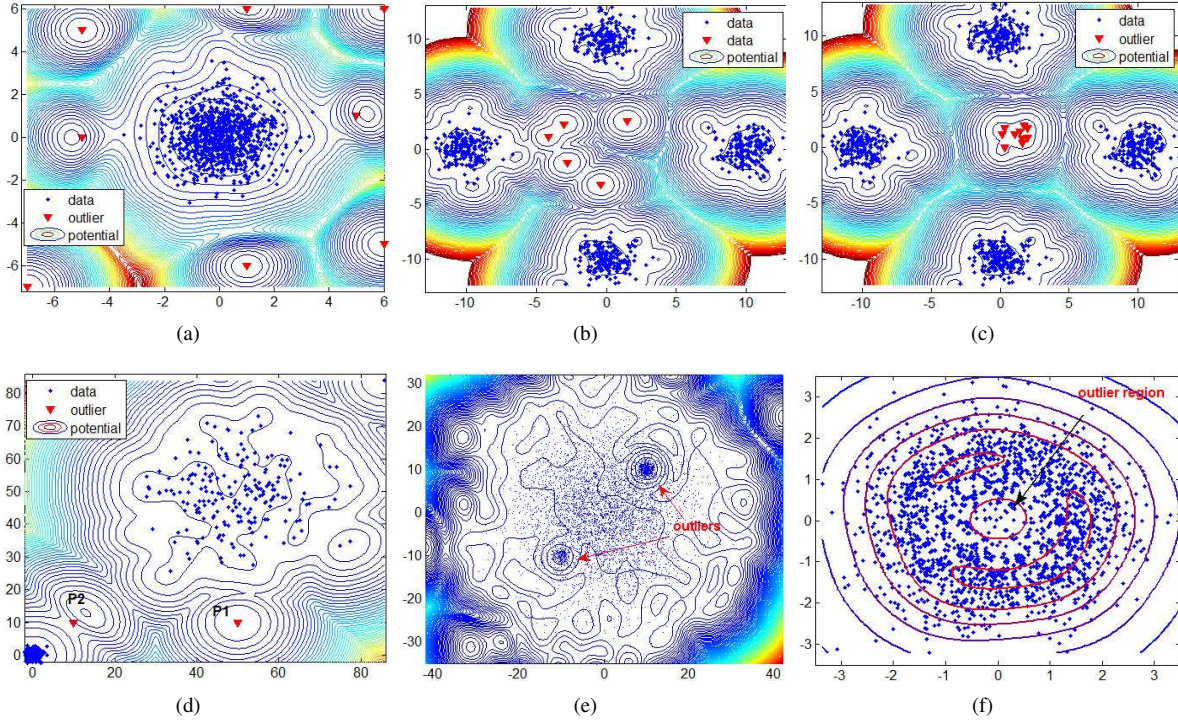 6
4
2
0
-2
-4
-6
data
outlier
potential
-6 -4 -2 0 2 4 6
(a)
10
5
0
-5
-10
data
data
potential
-10 -5 0 5 10
(b)
10
5
0
-5
-10
data
outlier
potential
-10 -5 0 5 10
(c)
80
70
60
50
40
30
20
10
0
data
outlier
potential
P2
P1
0 20 40 60 80
(d)
30
20
10
0
-10
-20
-30
outliers
-40 -20 0 20 40
(e)
3
2
1
0
-1
-2
-3
outlier region
-3 -2 -1 0 1 2 3
(f)